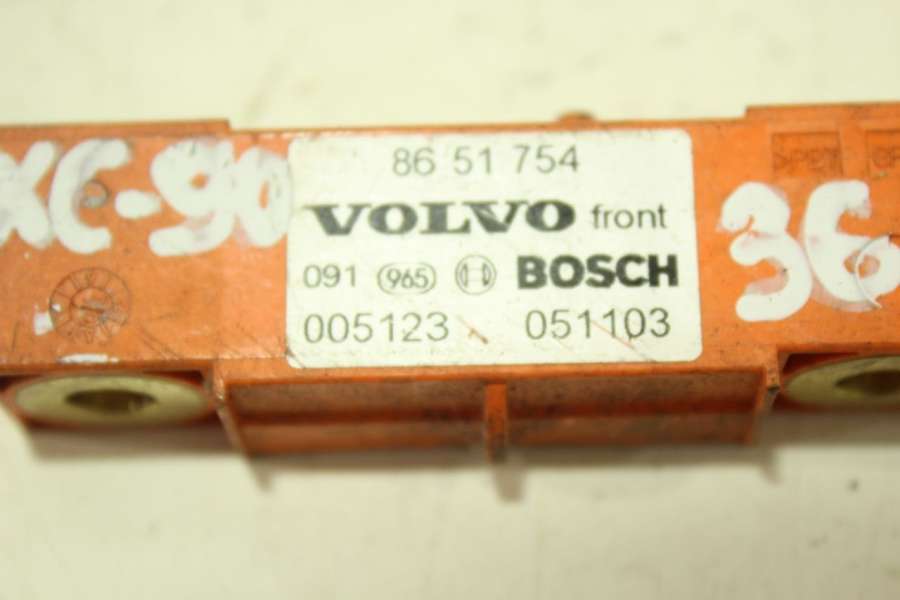 XC-90
86 51 754
VOLVO front
091 965 BOSCH
005123 051103
36